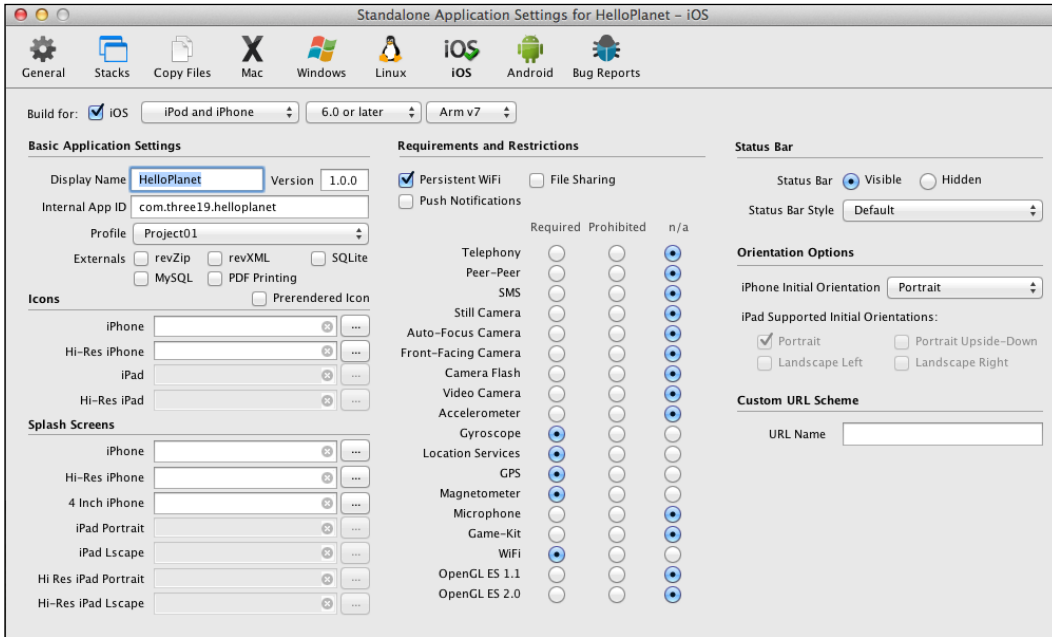 Standalone Application Settings for HelloPlanet – iOS
General Stacks Copy Files Mac Windows Linux iOS Android Bug Reports
Build for: iOS iPod and iPhone 6.0 or later Arm v7
Basic Application Settings
Display Name HelloPlanet Version 1.0.0
Internal App ID com.three19.helloplanet
Profile Project01
Externals revZip revXML SQLite
MySQL PDF Printing
Icons Prerendered Icon
iPhone ...
Hi-Res iPhone ...
iPad ...
Hi-Res iPad ...
Splash Screens
iPhone ...
Hi-Res iPhone ...
4 Inch iPhone ...
iPad Portrait ...
iPad Lscape ...
Hi Res iPad Portrait ...
Hi-Res iPad Lscape ...
Requirements and Restrictions
Persistent WiFi File Sharing
Push Notifications
Required Prohibited n/a
Telephony
Peer-Peer
SMS
Still Camera
Auto-Focus Camera
Front-Facing Camera
Camera Flash
Video Camera
Accelerometer
Gyroscope
Location Services
GPS
Magnetometer
Microphone
Game-Kit
WiFi
OpenGL ES 1.1
OpenGL ES 2.0
Status Bar
Status Bar Visible Hidden
Status Bar Style Default
Orientation Options
iPhone Initial Orientation Portrait
iPad Supported Initial Orientations:
Portrait Portrait Upside-Down
Landscape Left Landscape Right
Custom URL Scheme
URL Name